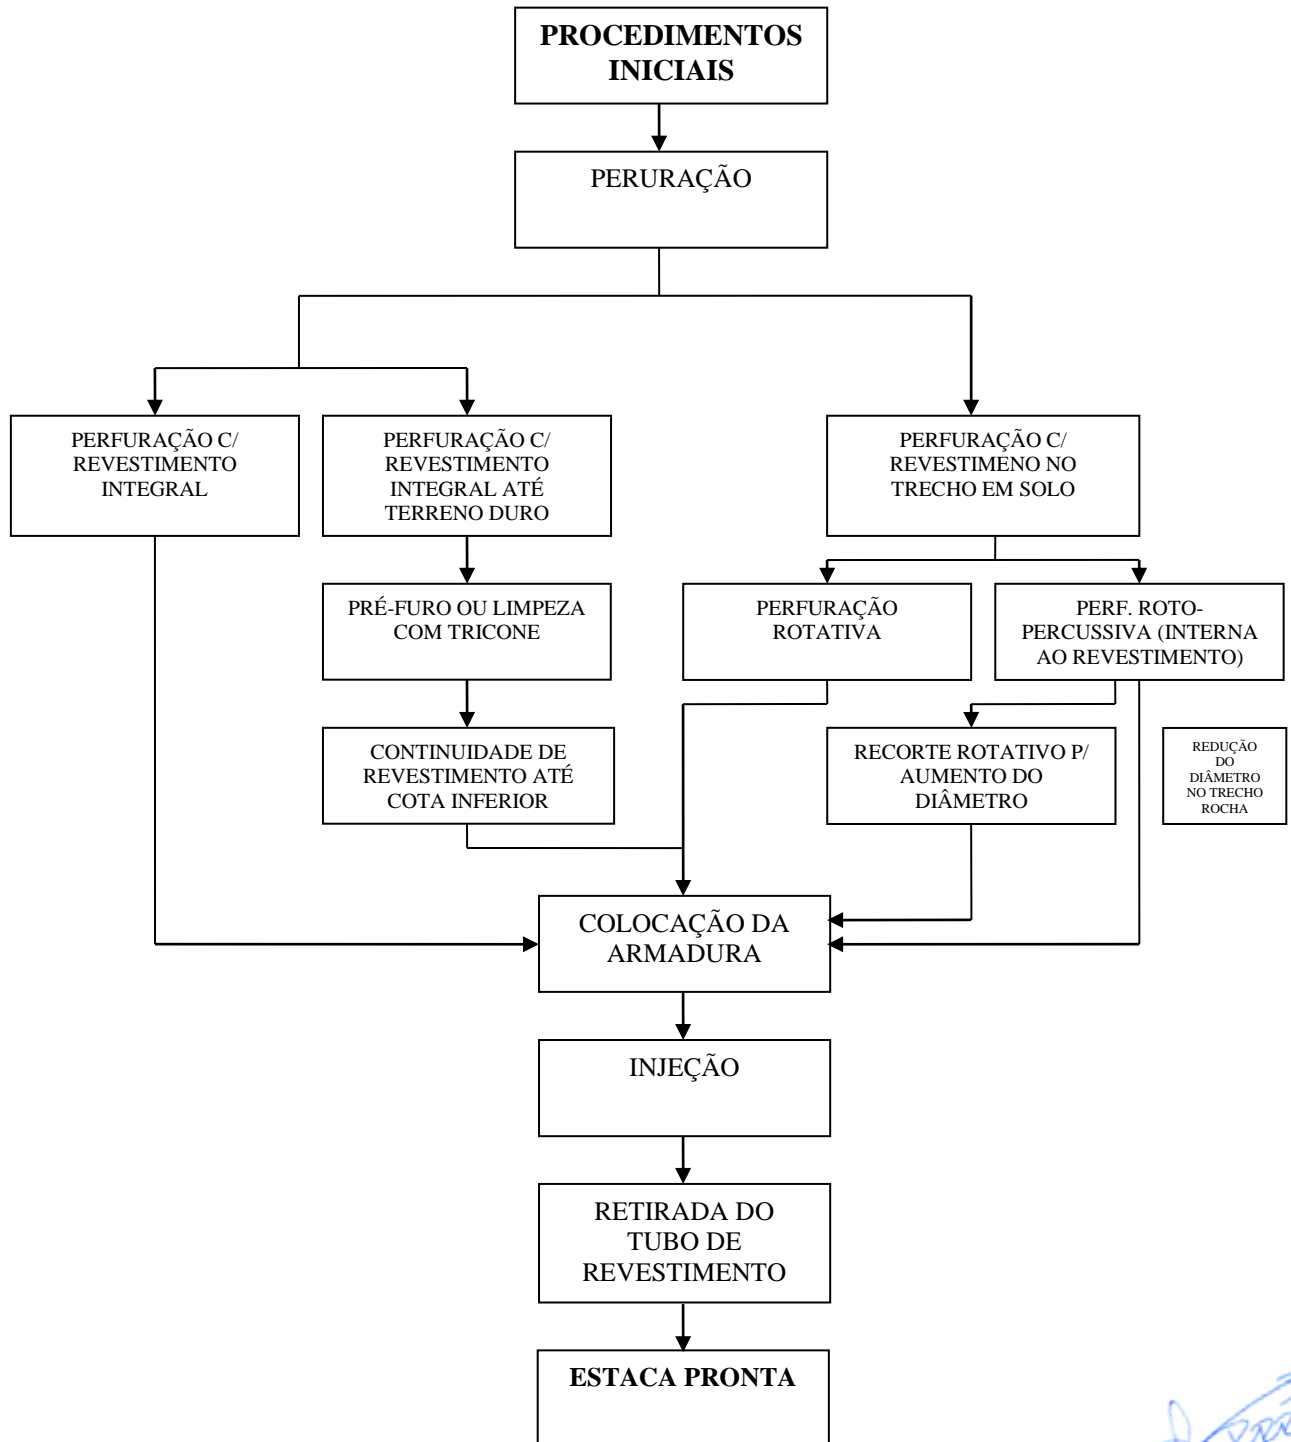 PROCEDIMENTOS
INICIAIS
PERURAÇÃO
PERFURAÇÃO C/
REVESTIMENTO
INTEGRAL
PERFURAÇÃO C/
REVESTIMENTO
INTEGRAL ATÉ
TERRENO DURO
PERFURAÇÃO C/
REVESTIMENO NO
TRECHO EM SOLO
PRÉ-FURO OU LIMPEZA
COM TRICONE
PERFURAÇÃO
ROTATIVA
PERF. ROTO-
PERCUSSIVA (INTERNA
AO REVESTIMENTO)
CONTINUIDADE DE
REVESTIMENTO ATÉ
COTA INFERIOR
RECORTE ROTATIVO P/
AUMENTO DO
DIÂMETRO
REDUÇÃO
DO
DIÂMETRO
NO TRECHO
ROCHA
COLOCAÇÃO DA
ARMADURA
INJEÇÃO
RETIRADA DO
TUBO DE
REVESTIMENTO
ESTACA PRONTA